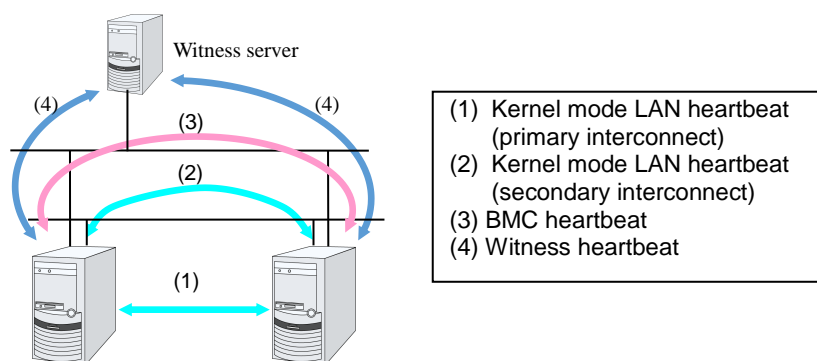 Witness server
(4)
(4)
(3)
(2)
(1)
(1) Kernel mode LAN heartbeat
(primary interconnect)
(2) Kernel mode LAN heartbeat
(secondary interconnect)
(3) BMC heartbeat
(4) Witness heartbeat